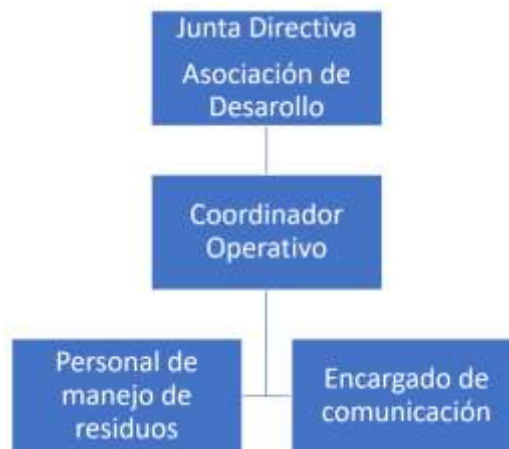 Junta Directiva
Asociación de
Desarollo
Coordinador
Operativo
Personal de
manejo de
residuos
Encargado de
comunicación